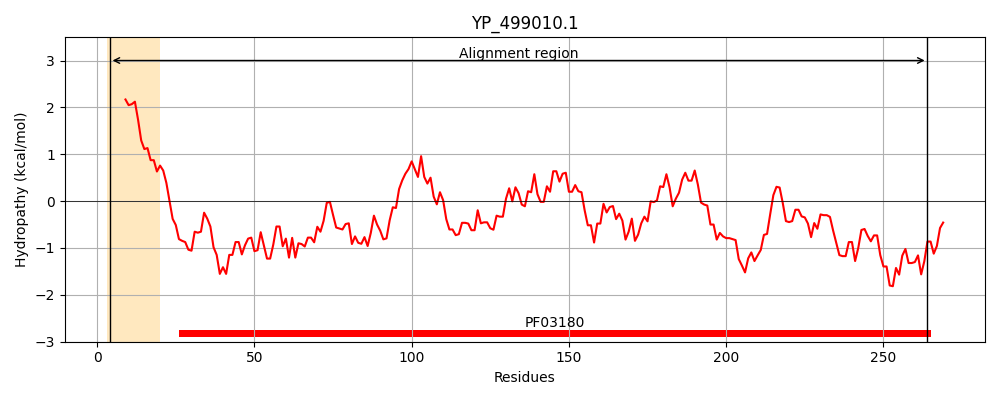 YP_499010.1
Alignment region
Hydropathy (kcal/mol)
3
2
1
0
−1
−2
−3
PF03180
0 50 100 150 200 250
Residues